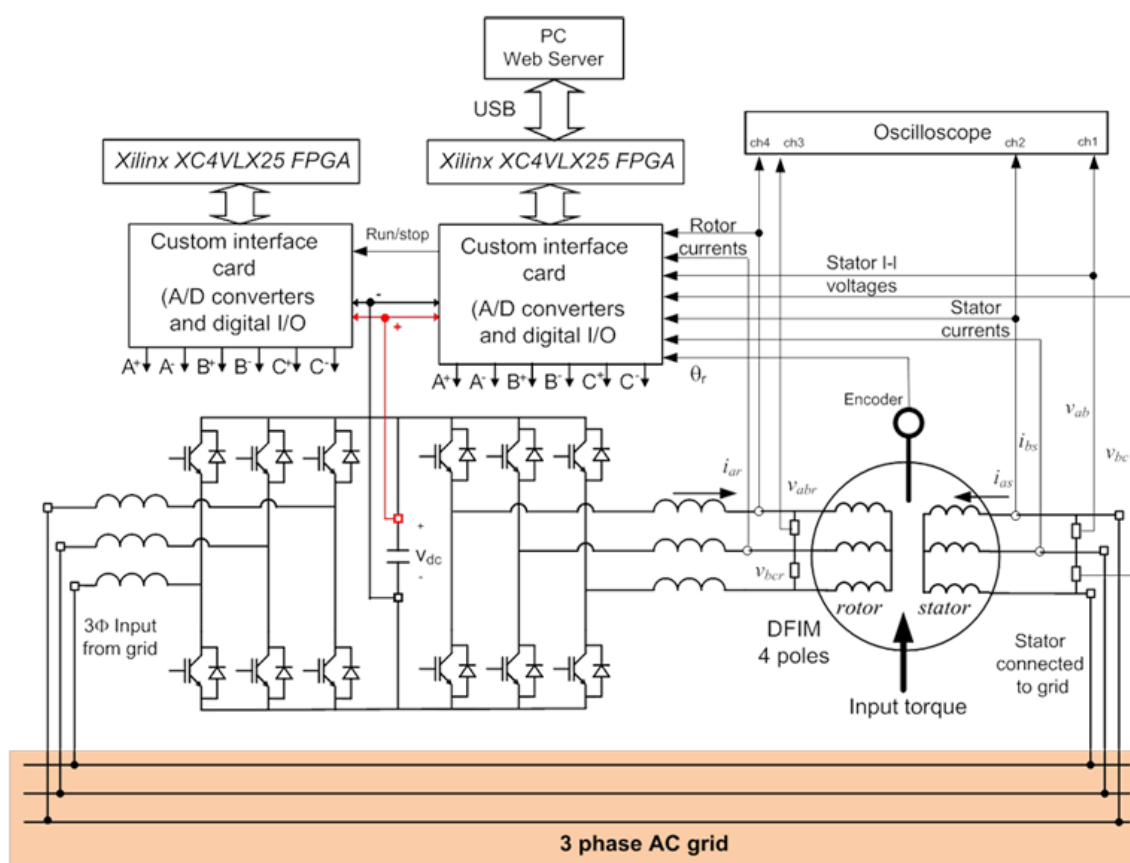 PC
Web Server
USB
Oscilloscope
ch4
ch3
ch2
ch1
Xilinx XC4VLX25 FPGA
Xilinx XC4VLX25 FPGA
Custom interface
card
(A/D converters
and digital I/O
Run/stop
-
+
Custom interface
card
(A/D converters
and digital I/O
Rotor
currents
Stator l-l
voltages
Stator
currents
θr
A+ A- B+ B- C+ C-
A+ A- B+ B- C+ C-
Encoder
vab
ibs
vbc
iar
vabr
ias
+
Vdc
-
vbcr
rotor
stator
3Φ Input
from grid
DFIM
4 poles
Stator
connected
to grid
Input torque
3 phase AC grid